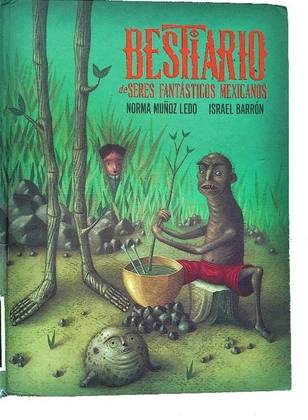 BESTIARIO
de SERES FANTÁSTICOS MEXICANOS
NORMA MUÑOZ LEDO ISRAEL BARRÓN